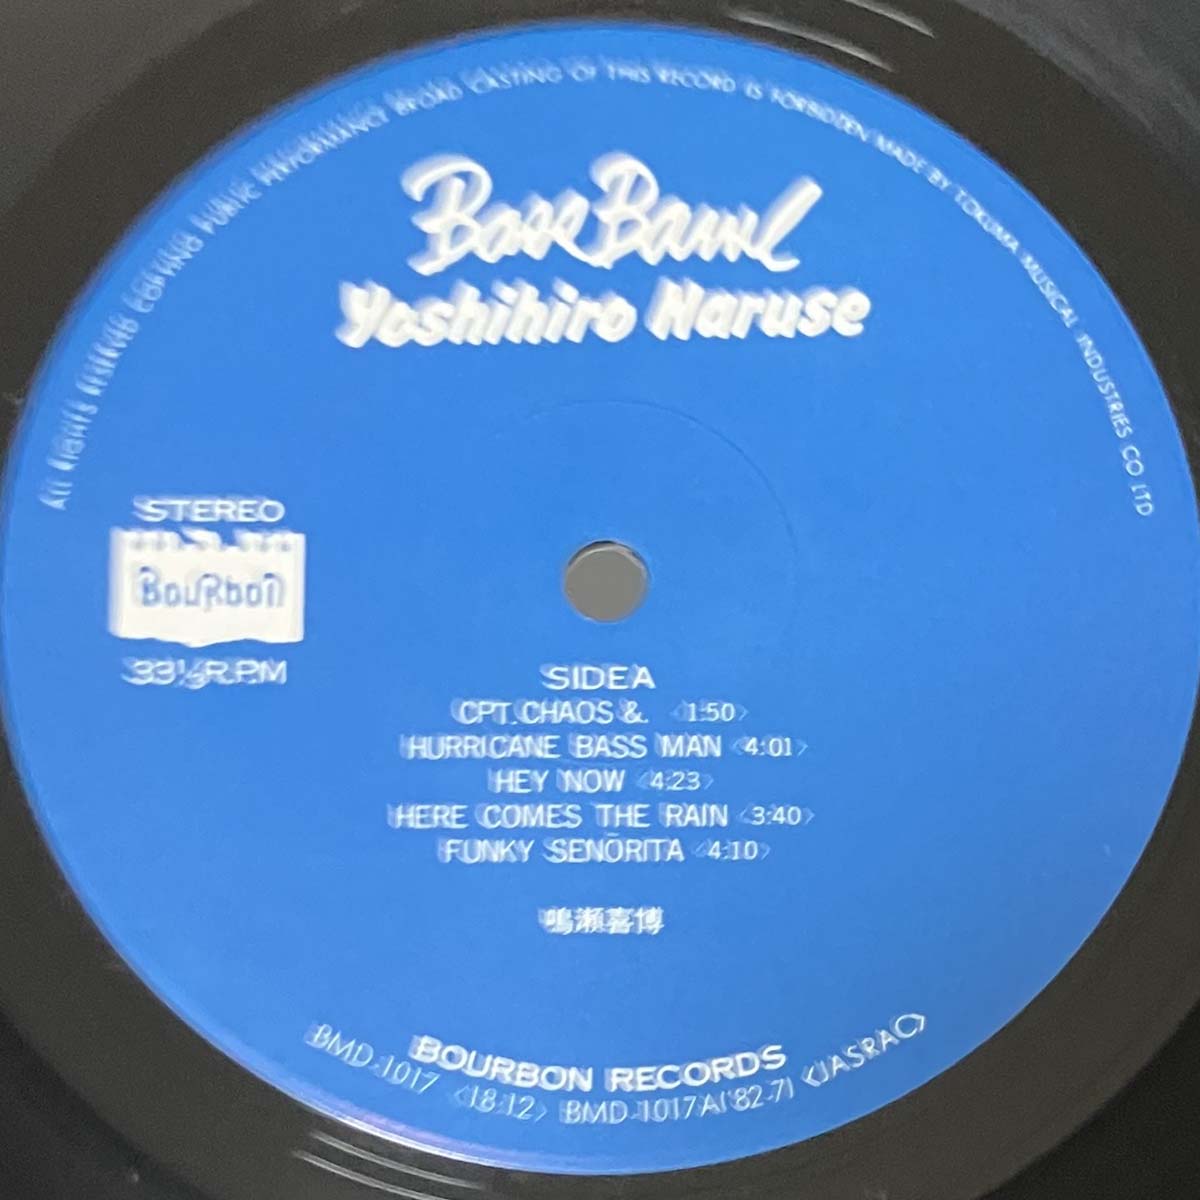 ALL RIGHTS RESERVED COPYING PUBLIC PERFORMANCE BROAD CASTING OF THIS RECORD IS FORBIDDEN MADE BY TOKUMA MUSICAL INDUSTRIES CO LTD
Bass Bawl
Yoshihiro Naruse
STEREO
BouRbon
33⅓R.P.M
SIDE A
CPT. CHAOS &. <1:50>
HURRICANE BASS MAN <4:01>
HEY NOW <4:23>
HERE COMES THE RAIN <3:40>
FUNKY SENŌRITA <4:10>
鳴瀬喜博
BOURBON RECORDS
BMD-1017 <18:12> BMD-1017A('82-7) <JASRAC>